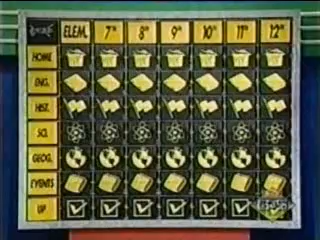 ELEM. 7th 8th 9th 10th 11th 12th
HOME
ENG.
HIST.
SCI.
GEOG.
EVENTS
UP